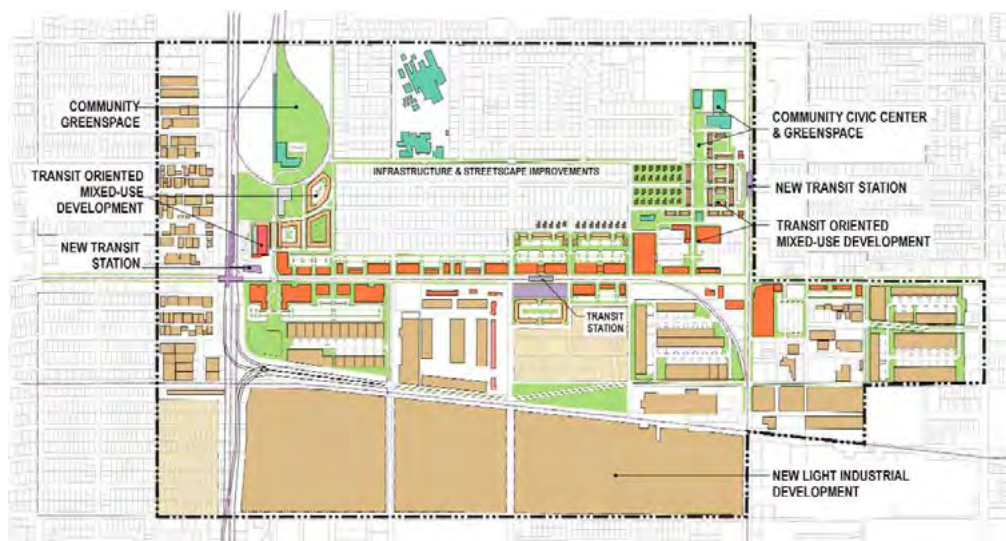 COMMUNITY
GREENSPACE
COMMUNITY CIVIC CENTER
& GREENSPACE
TRANSIT ORIENTED
MIXED-USE
DEVELOPMENT
INFRASTRUCTURE & STREETSCAPE IMPROVEMENTS
NEW TRANSIT STATION
TRANSIT ORIENTED
MIXED-USE DEVELOPMENT
NEW TRANSIT
STATION
TRANSIT
STATION
NEW LIGHT INDUSTRIAL
DEVELOPMENT